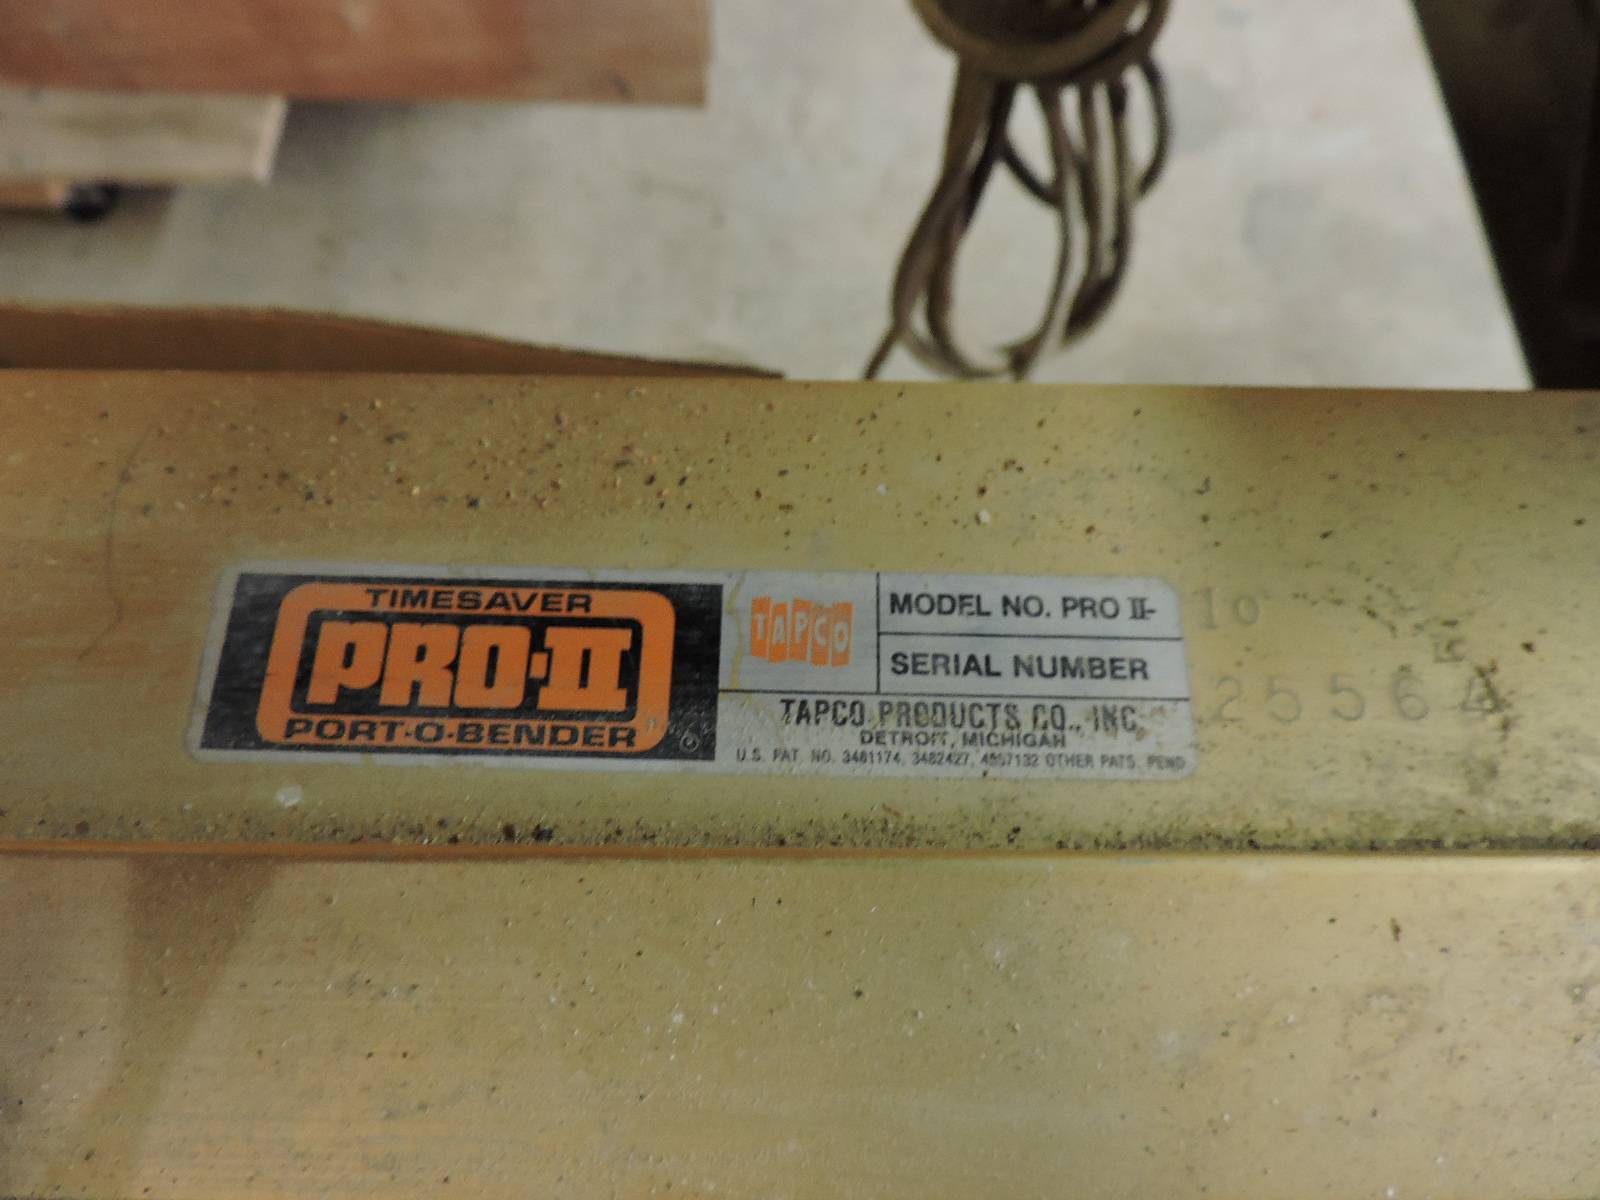 TIMESAVER
PRO-II
PORT-O-BENDER
®
TAPCO
MODEL NO. PRO II- 10
SERIAL NUMBER
25564
TAPCO PRODUCTS CO., INC.
DETROIT, MICHIGAN
U.S. PAT. NO. 3481174, 3482427, 4557132 OTHER PATS. PEND